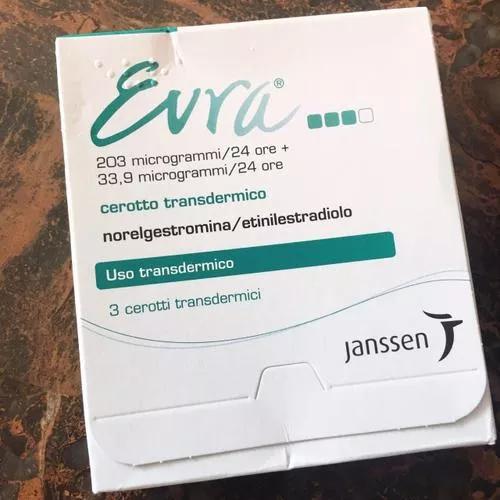 Evra®
203 microgrammi/24 ore +
33,9 microgrammi/24 ore
cerotto transdermico
norelgestromina/etinilestradiolo
Uso transdermico
3 cerotti transdermici
janssen